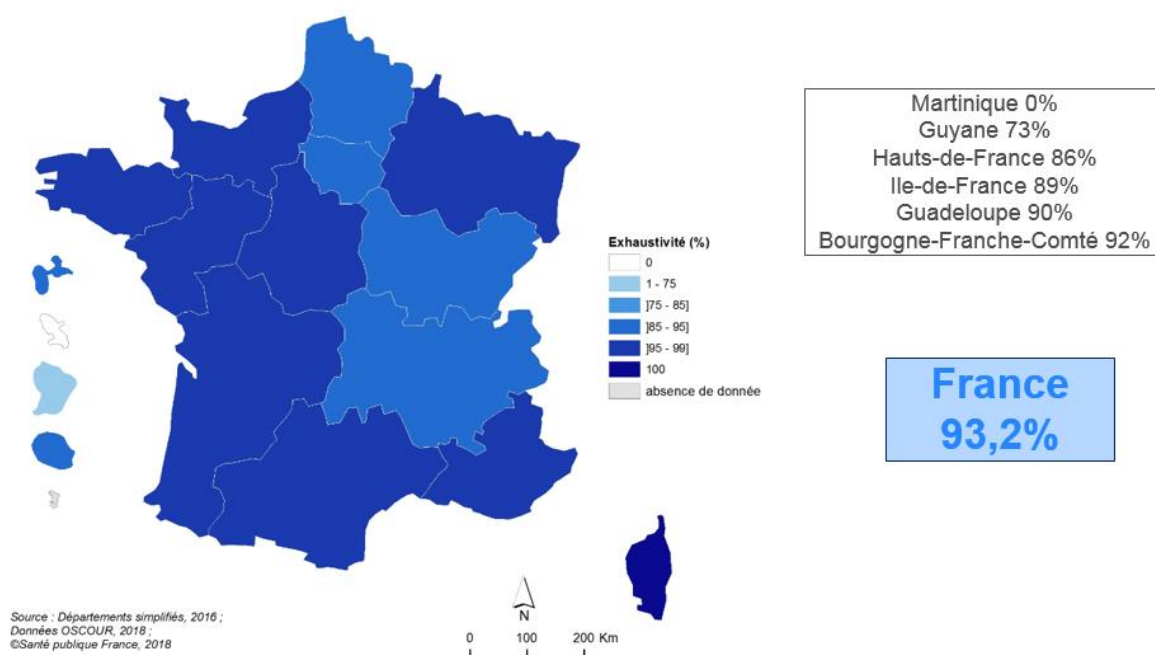 Martinique 0%
Guyane 73%
Hauts-de-France 86%
Ile-de-France 89%
Guadeloupe 90%
Bourgogne-Franche-Comté 92%
Exhaustivité (%)
0
1 - 75
]75 - 85]
]85 - 95]
]95 - 99]
100
absence de donnée
France
93,2%
Source : Départements simplifiés, 2016 ;
Données OSCOUR, 2018 ;
©Santé publique France, 2018
N
0 100 200 Km